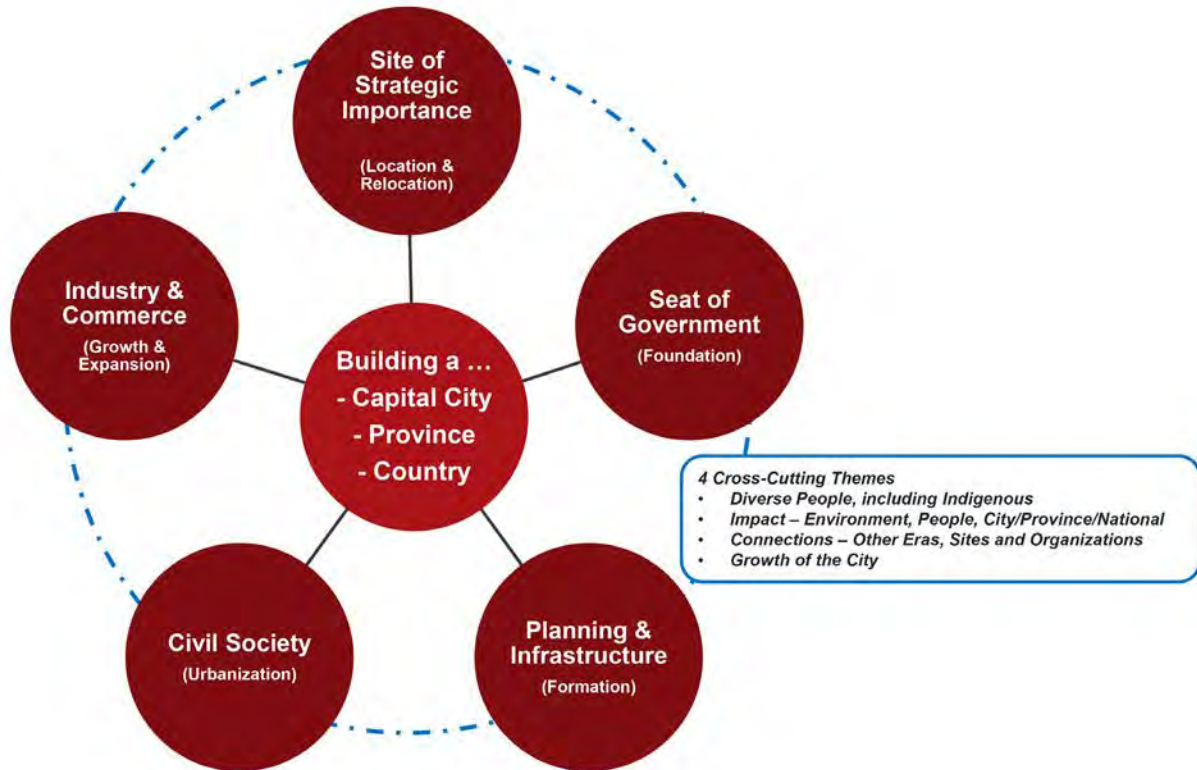 Site of
Strategic
Importance
(Location &
Relocation)
Industry &
Commerce
(Growth &
Expansion)
Seat of
Government
(Foundation)
Building a ...
- Capital City
- Province
- Country
4 Cross-Cutting Themes
• Diverse People, including Indigenous
• Impact – Environment, People, City/Province/National
• Connections – Other Eras, Sites and Organizations
• Growth of the City
Civil Society
(Urbanization)
Planning &
Infrastructure
(Formation)